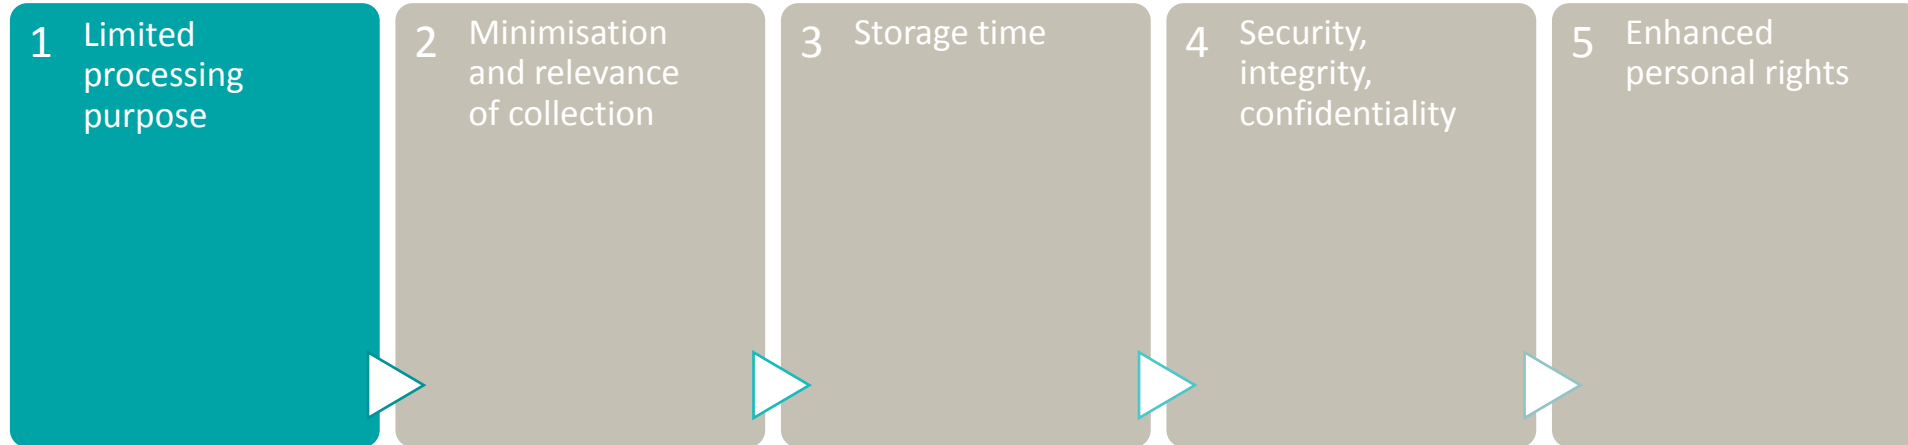 1 Limited
processing
purpose
2 Minimisation
and relevance
of collection
3 Storage time
4 Security,
integrity,
confidentiality
5 Enhanced
personal rights